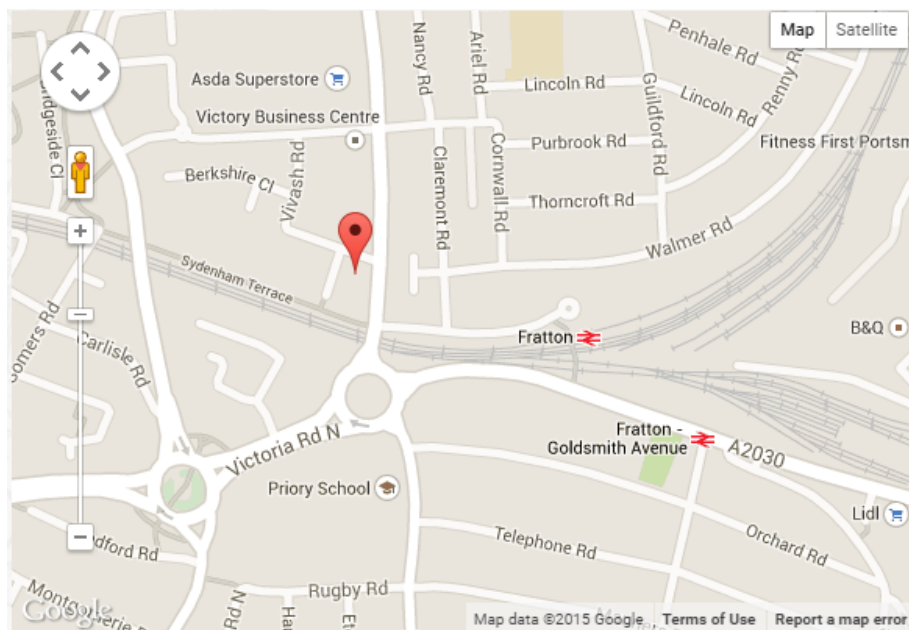 Map
Satellite
Nancy Rd
Ariel Rd
Penhale Rd
Renny Rd
Asda Superstore
Lincoln Rd
Guildford Rd
Lincoln Rd
Victory Business Centre
Purbrook Rd
Fitness First Portsm
Vivash Rd
Claremont Rd
Cornwall Rd
Berkshire Cl
Thorncroft Rd
Walmer Rd
Sydenham Terrace
Somers Rd
Carlisle Rd
Fratton
B&Q
Fratton -
Goldsmith Avenue
A2030
Victoria Rd N
Priory School
Lidl
Telephone Rd
Orchard Rd
Rugby Rd
Rd N
Google
Map data ©2015 Google
Terms of Use
Report a map error